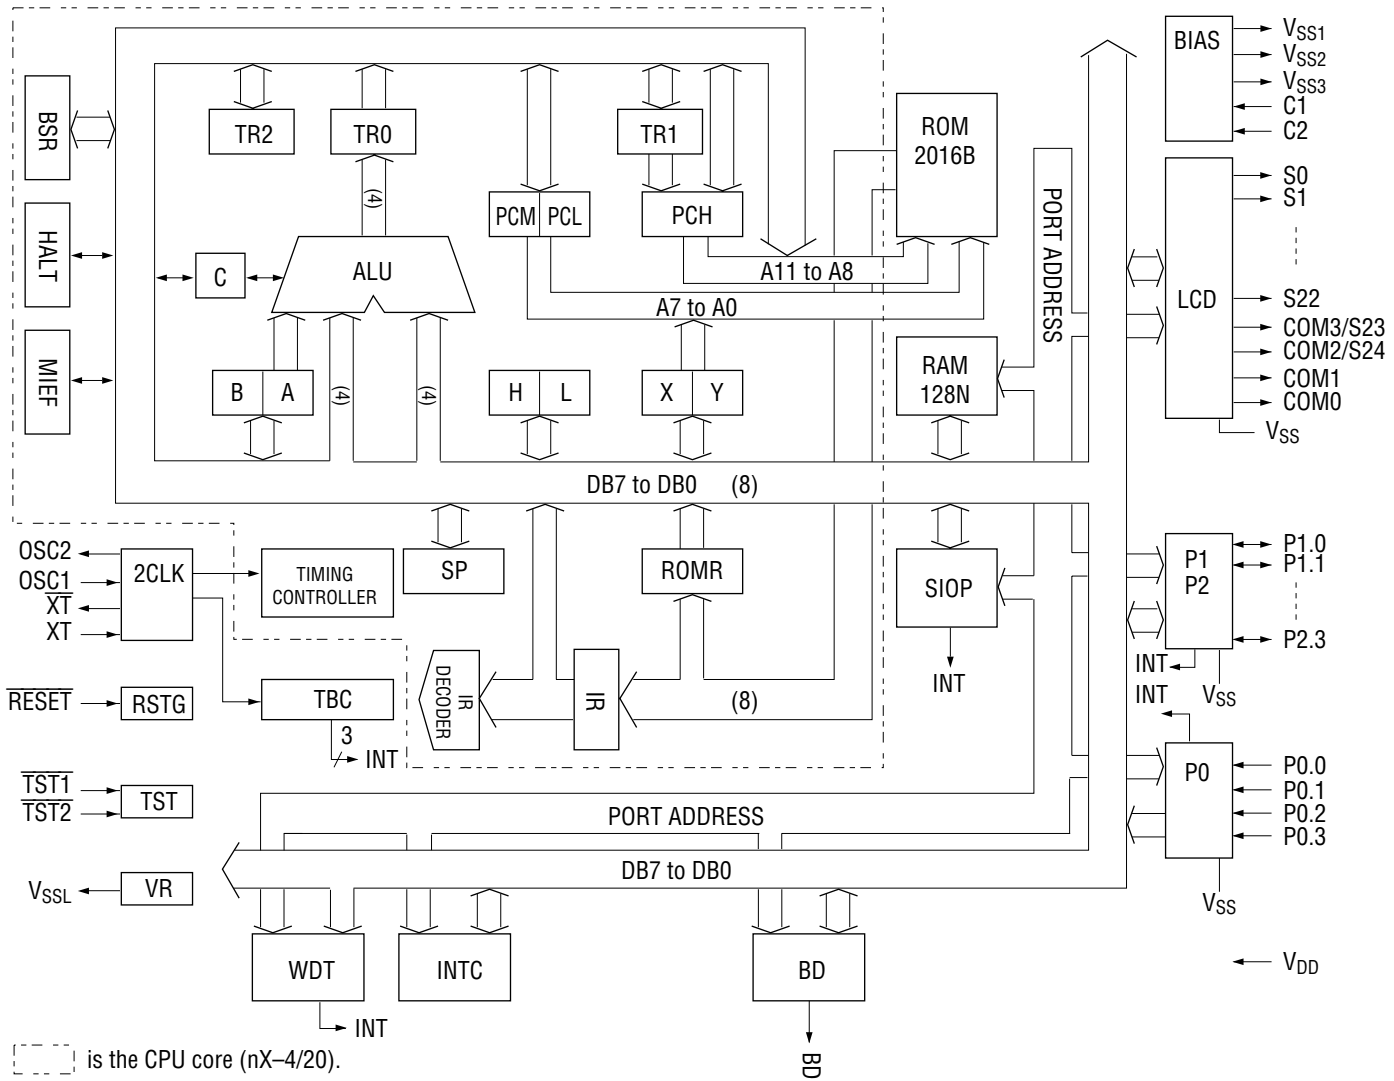 BIAS
VSS1
VSS2
VSS3
C1
C2
BSR
TR2
TR0
TR1
ROM
2016B
PORT ADDRESS
LCD
S0
S1
S22
COM3/S23
COM2/S24
COM1
COM0
VSS
(4)
PCM
PCL
PCH
HALT
C
ALU
A11 to A8
A7 to A0
MIEF
B
A
(4)
(4)
H
L
X
Y
RAM
128N
DB7 to DB0 (8)
OSC2
OSC1
XT
XT
2CLK
TIMING
CONTROLLER
SP
ROMR
SIOP
INT
P1
P2
P1.0
P1.1
P2.3
INT
VSS
INT
RESET
RSTG
TBC
3
INT
IR
DECODER
IR
(8)
P0
P0.0
P0.1
P0.2
P0.3
VSS
TST1
TST2
TST
PORT ADDRESS
DB7 to DB0
VSSL
VR
WDT
INT
INTC
BD
BD
VDD
is the CPU core (nX–4/20).